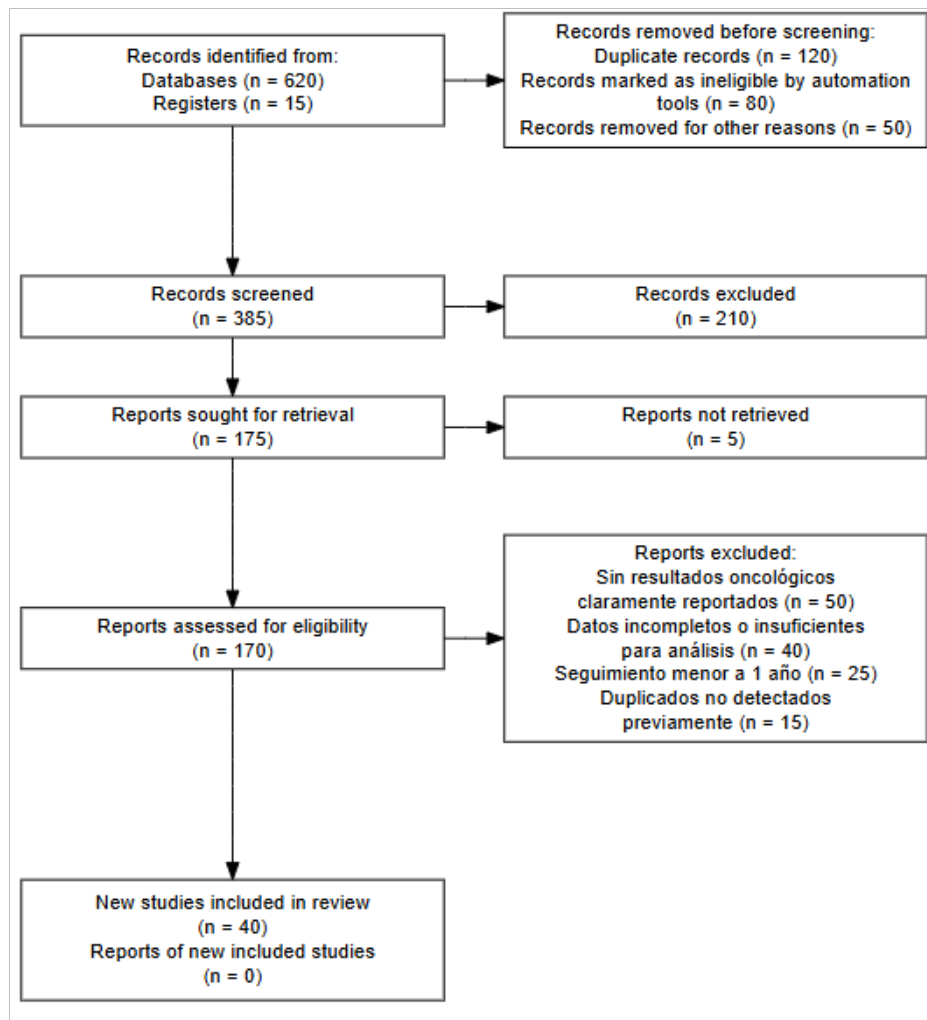 Records identified from:
Databases (n = 620)
Registers (n = 15)
Records removed before screening:
Duplicate records (n = 120)
Records marked as ineligible by automation
tools (n = 80)
Records removed for other reasons (n = 50)
Records screened
(n = 385)
Records excluded
(n = 210)
Reports sought for retrieval
(n = 175)
Reports not retrieved
(n = 5)
Reports assessed for eligibility
(n = 170)
Reports excluded:
Sin resultados oncológicos
claramente reportados (n = 50)
Datos incompletos o insuficientes
para análisis (n = 40)
Seguimiento menor a 1 año (n = 25)
Duplicados no detectados
previamente (n = 15)
New studies included in review
(n = 40)
Reports of new included studies
(n = 0)